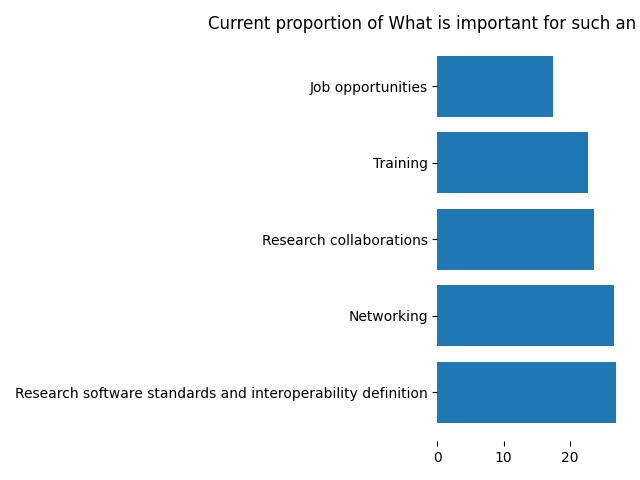 Current proportion of What is important for such an
Job opportunities
Training
Research collaborations
Networking
Research software standards and interoperability definition
0 10 20